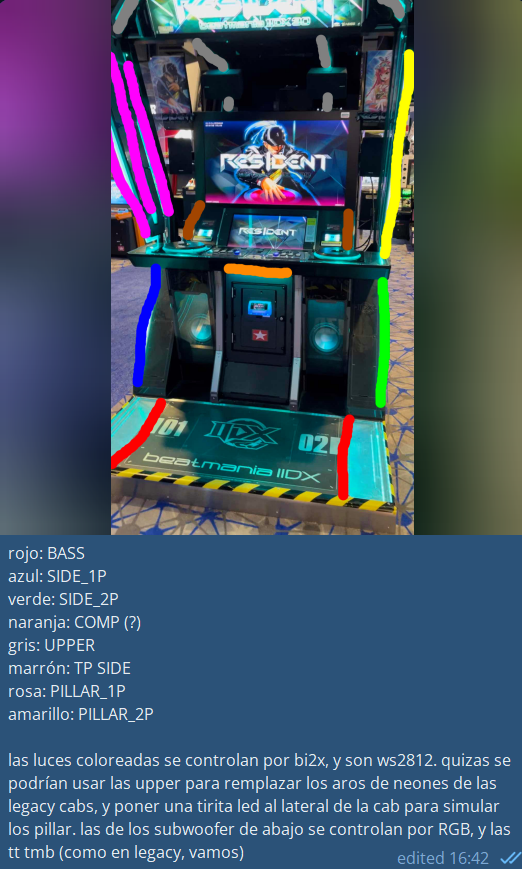 RESIDENT
beatmania IIDX 30
RESIDENT
RESIDENT
01
IIDX
02
beatmania IIDX
rojo: BASS
azul: SIDE_1P
verde: SIDE_2P
naranja: COMP (?)
gris: UPPER
marrón: TP SIDE
rosa: PILLAR_1P
amarillo: PILLAR_2P
las luces coloreadas se controlan por bi2x, y son ws2812. quizas se
podrían usar las upper para remplazar los aros de neones de las
legacy cabs, y poner una tirita led al lateral de la cab para simular
los pillar. las de los subwoofer de abajo se controlan por RGB, y las
tt tmb (como en legacy, vamos)
edited 16:42